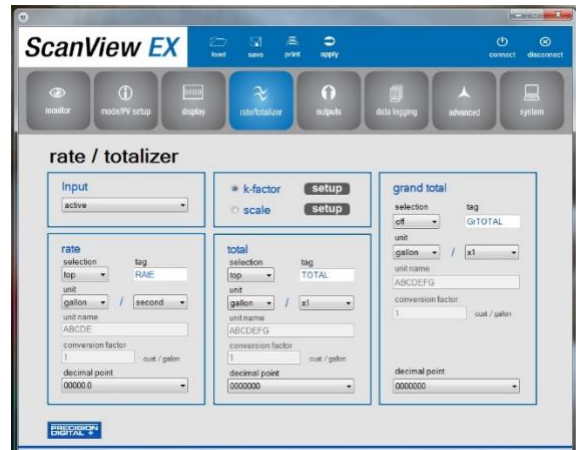 ScanView EX
load save print apply connect disconnect
monitor mode/PV setup display rate/totalizer outputs data logging advanced system
rate / totalizer
Input
active
k-factor setup
scale setup
rate
selection tag
top RATE
unit
gallon / second
unit name
ABCDE
conversion factor
1 cust / gallon
decimal point
00000.0
total
selection tag
top TOTAL
unit
gallon / x1
unit name
ABCDEFG
conversion factor
1 cust / gallon
decimal point
0000000
grand total
selection tag
off GrTOTAL
unit
gallon / x1
unit name
ABCDEFG
conversion factor
1 cust / gallon
decimal point
0000000
PRECISION
DIGITAL